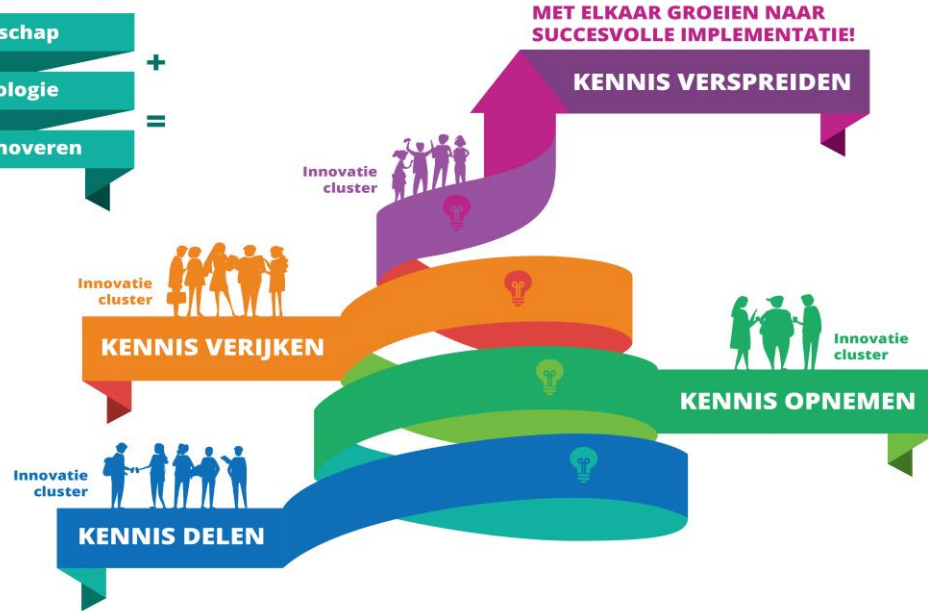 schap
+
ologie
=
noveren
MET ELKAAR GROEIEN NAAR
SUCCESVOLLE IMPLEMENTATIE!
KENNIS VERSPREIDEN
Innovatie
cluster
Innovatie
cluster
KENNIS VERIJKEN
Innovatie
cluster
KENNIS OPNEMEN
Innovatie
cluster
KENNIS DELEN